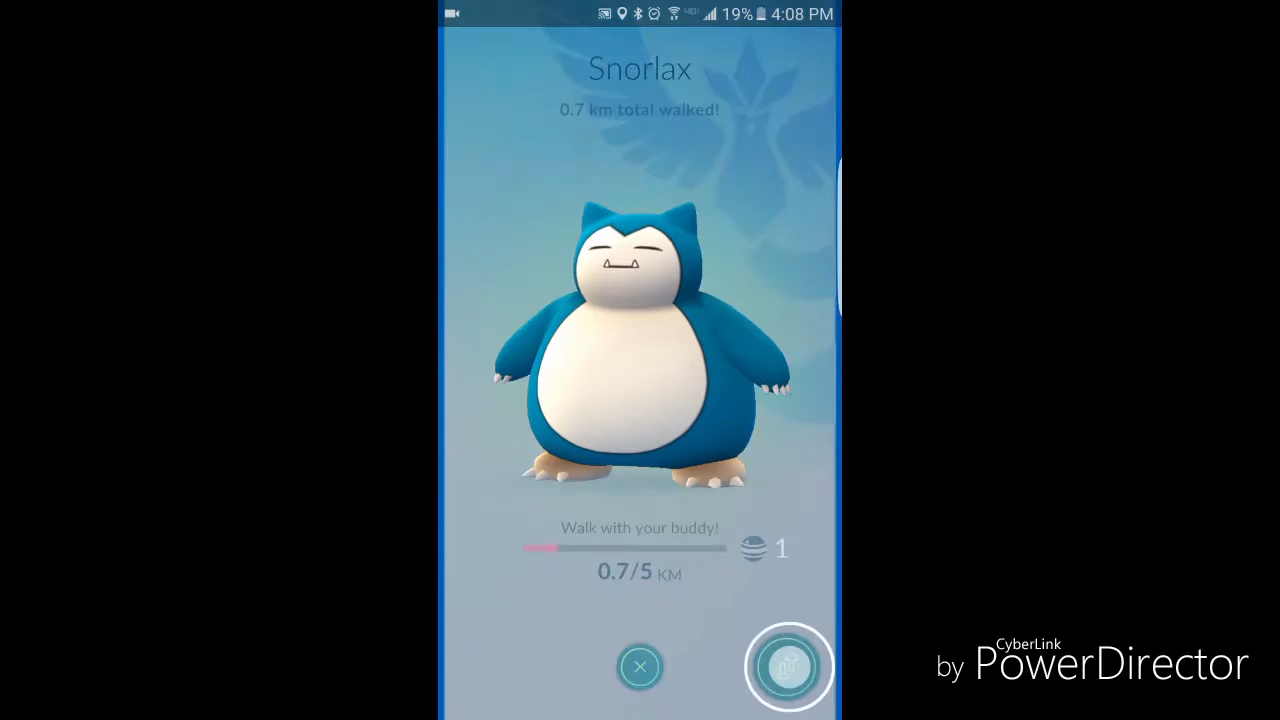 19% 4:08 PM
Snorlax
0.7 km total walked!
Walk with your buddy!
1
0.7/5 KM
CyberLink
by PowerDirector